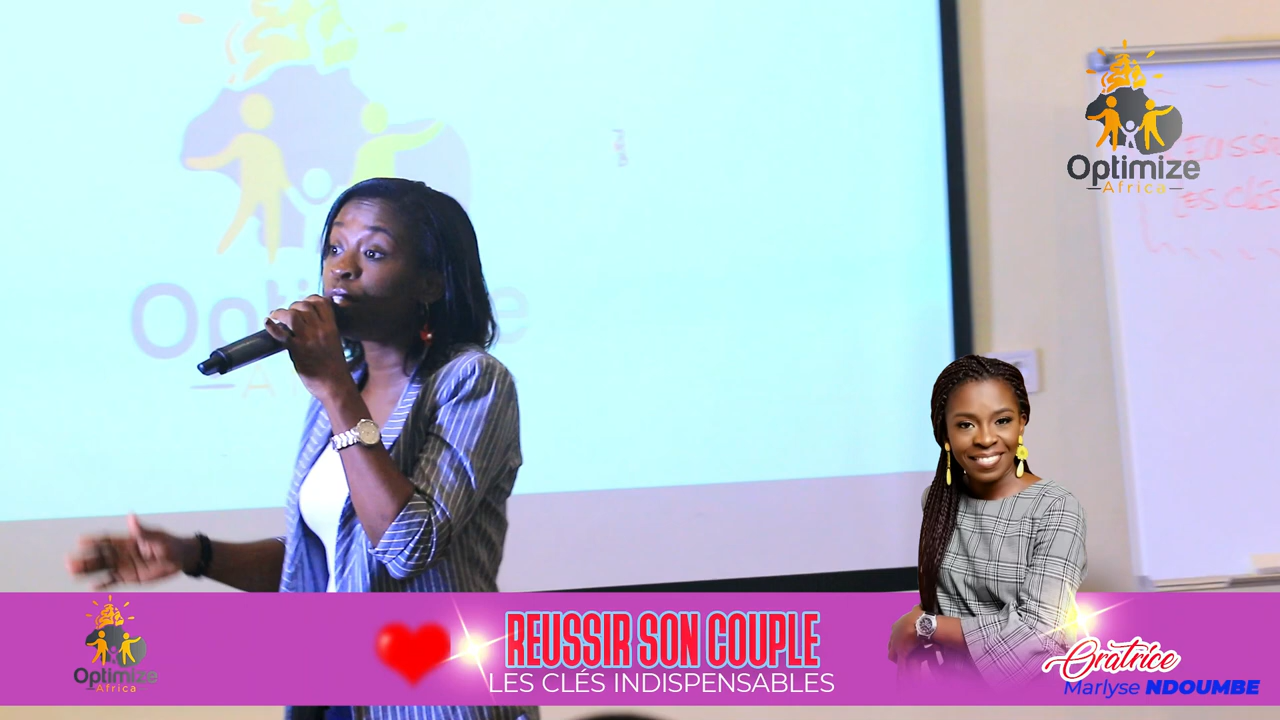 Optimize
Africa
Optimize
Africa
REUSSIR SON COUPLE
LES CLÉS INDISPENSABLES
Oratrice
Marlyse NDOUMBE